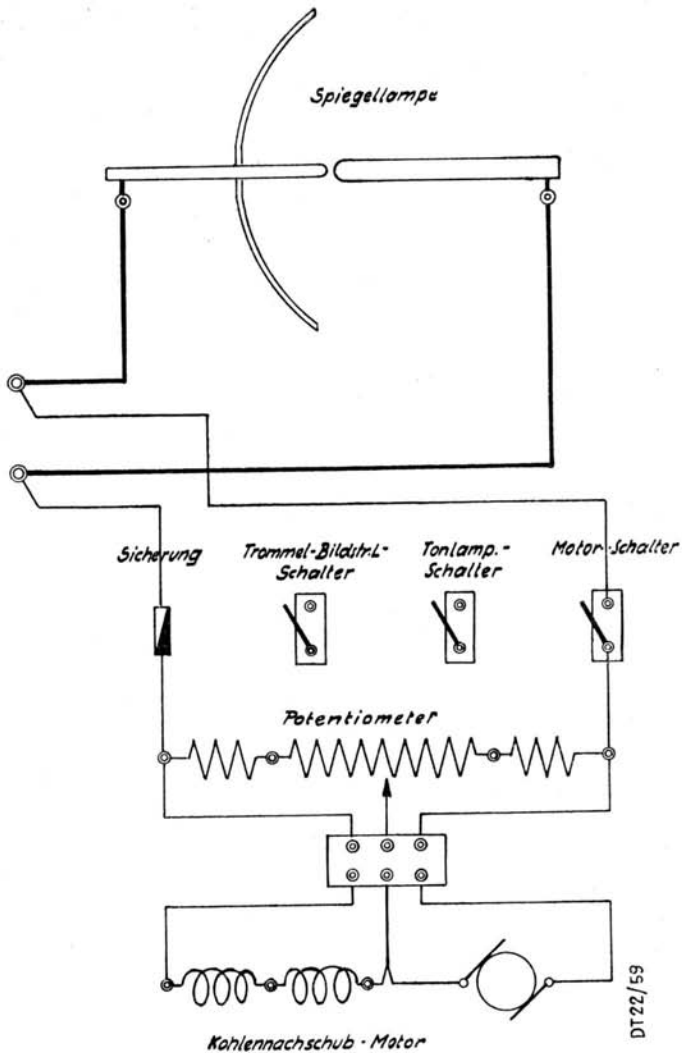 Spiegellampe
Sicherung
Trommel-Bildstr.L-
Schalter
Tonlamp.-
Schalter
Motor-Schalter
Potentiometer
Kohlennachschub-Motor
DT22/59